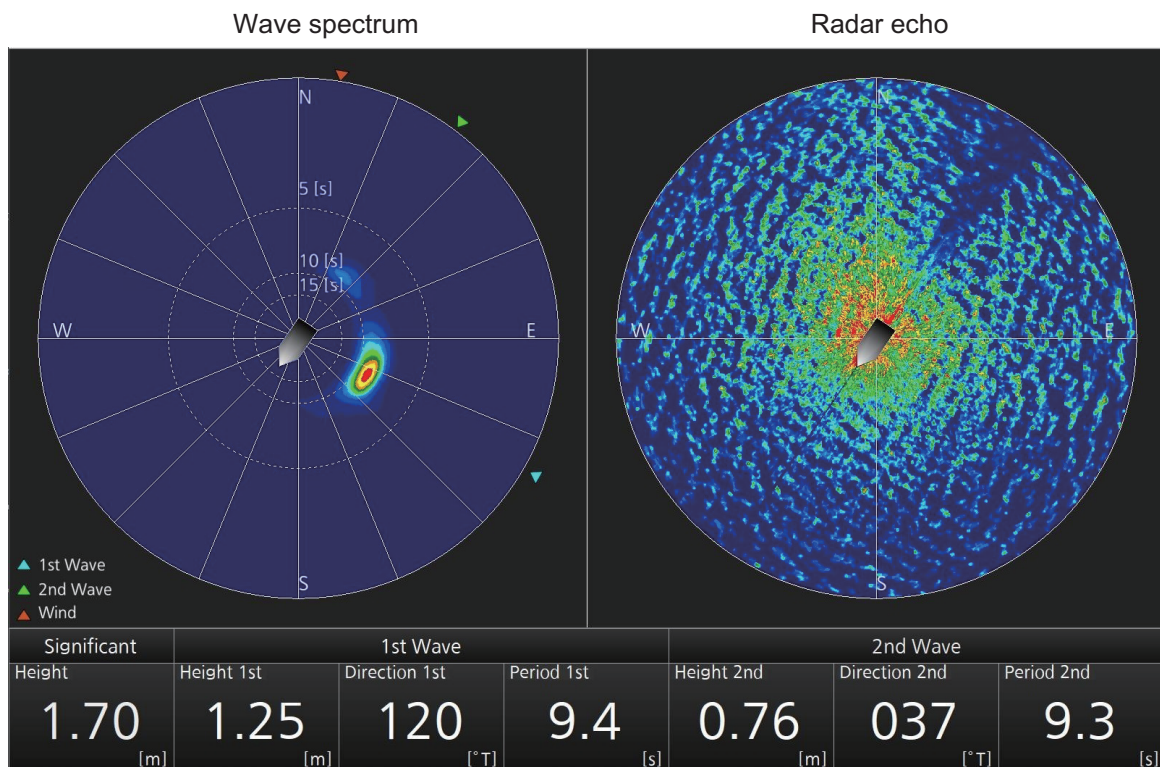 Wave spectrum
Radar echo
N
5 [s]
10 [s]
15 [s]
W
E
S
1st Wave
2nd Wave
Wind
N
W
E
S
Significant
1st Wave
2nd Wave
Height
Height 1st
Direction 1st
Period 1st
Height 2nd
Direction 2nd
Period 2nd
1.70
1.25
120
9.4
0.76
037
9.3
[m]
[m]
[°T]
[s]
[m]
[°T]
[s]